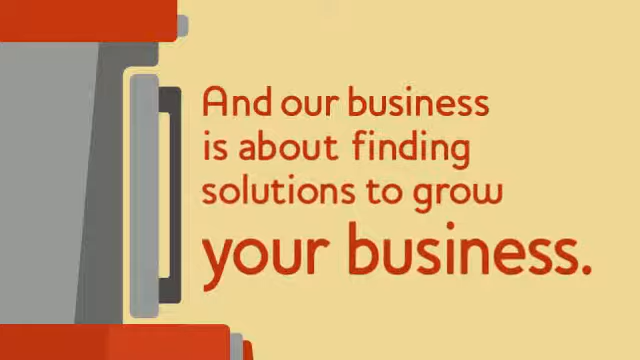 And our business
is about finding
solutions to grow
your business.